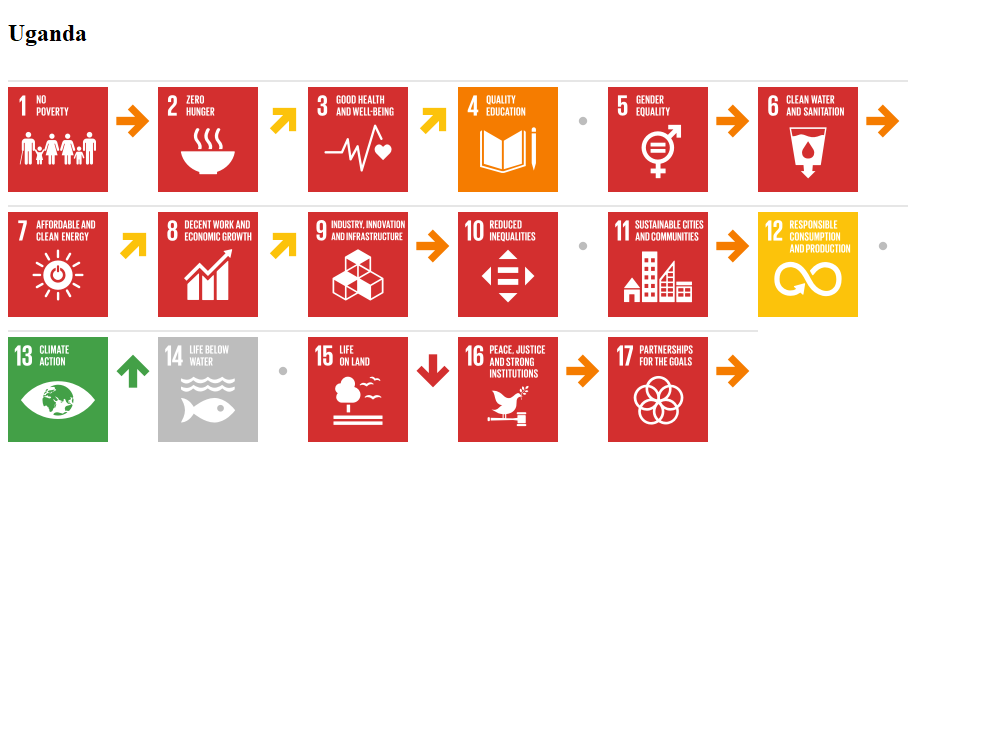 Uganda
1 NO
POVERTY
2 ZERO
HUNGER
3 GOOD HEALTH
AND WELL-BEING
4 QUALITY
EDUCATION
5 GENDER
EQUALITY
6 CLEAN WATER
AND SANITATION
7 AFFORDABLE AND
CLEAN ENERGY
8 DECENT WORK AND
ECONOMIC GROWTH
9 INDUSTRY, INNOVATION
AND INFRASTRUCTURE
10 REDUCED
INEQUALITIES
11 SUSTAINABLE CITIES
AND COMMUNITIES
12 RESPONSIBLE
CONSUMPTION
AND PRODUCTION
13 CLIMATE
ACTION
14 LIFE BELOW
WATER
15 LIFE
ON LAND
16 PEACE, JUSTICE
AND STRONG
INSTITUTIONS
17 PARTNERSHIPS
FOR THE GOALS